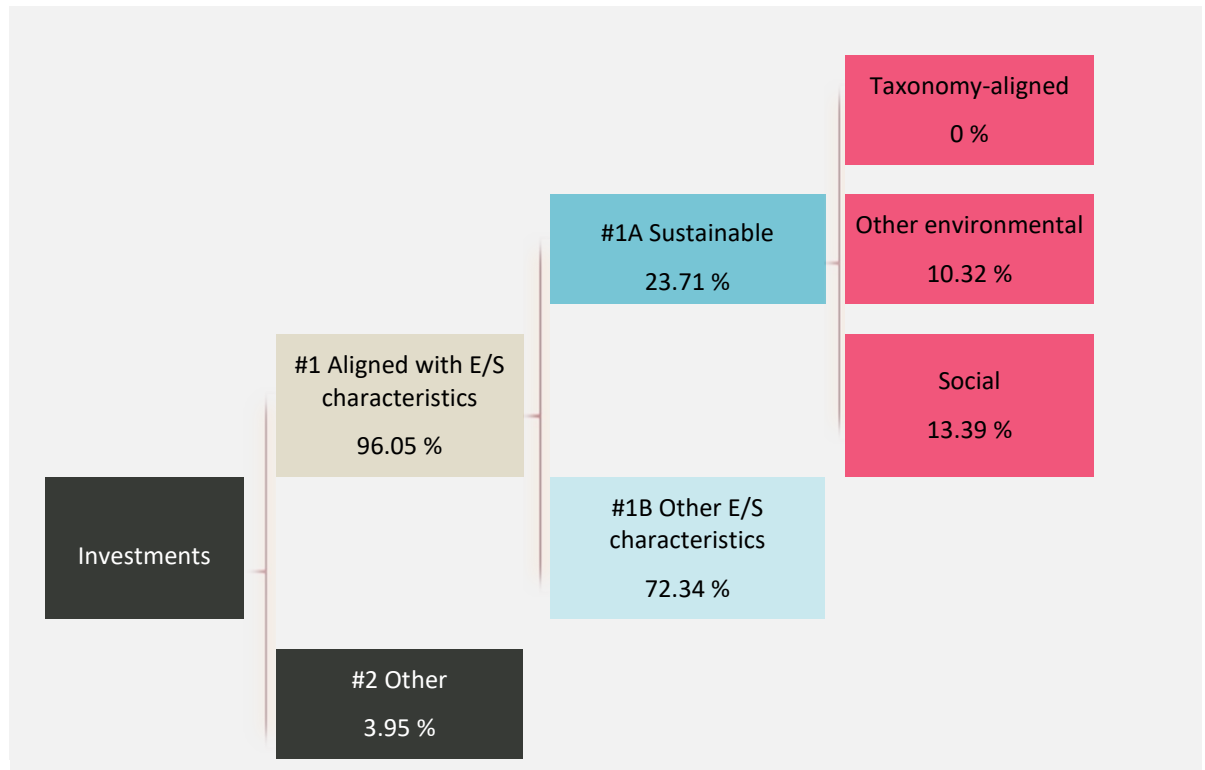 Investments
#1 Aligned with E/S
characteristics
96.05 %
#2 Other
3.95 %
#1A Sustainable
23.71 %
#1B Other E/S
characteristics
72.34 %
Taxonomy-aligned
0 %
Other environmental
10.32 %
Social
13.39 %